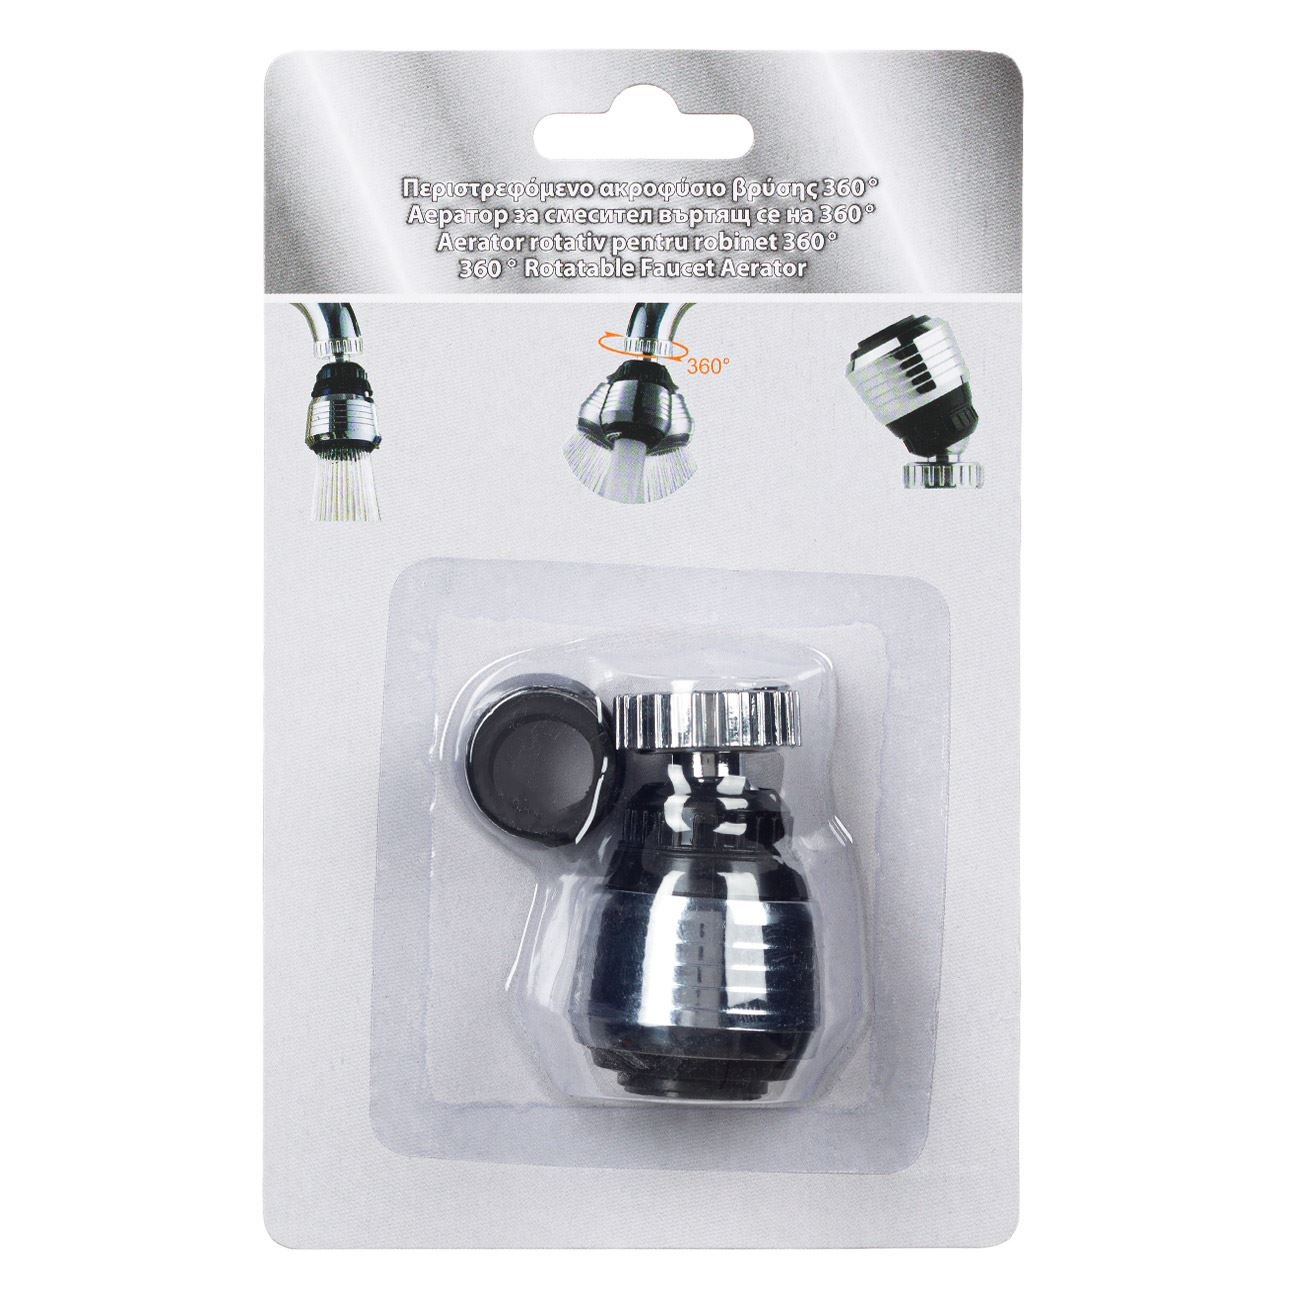 Περιστρεφόμενο ακροφύσιο βρύσης 360°
Аератор за смесител въртящ се на 360°
Aerator rotativ pentru robinet 360°
360° Rotatable Faucet Aerator
360°